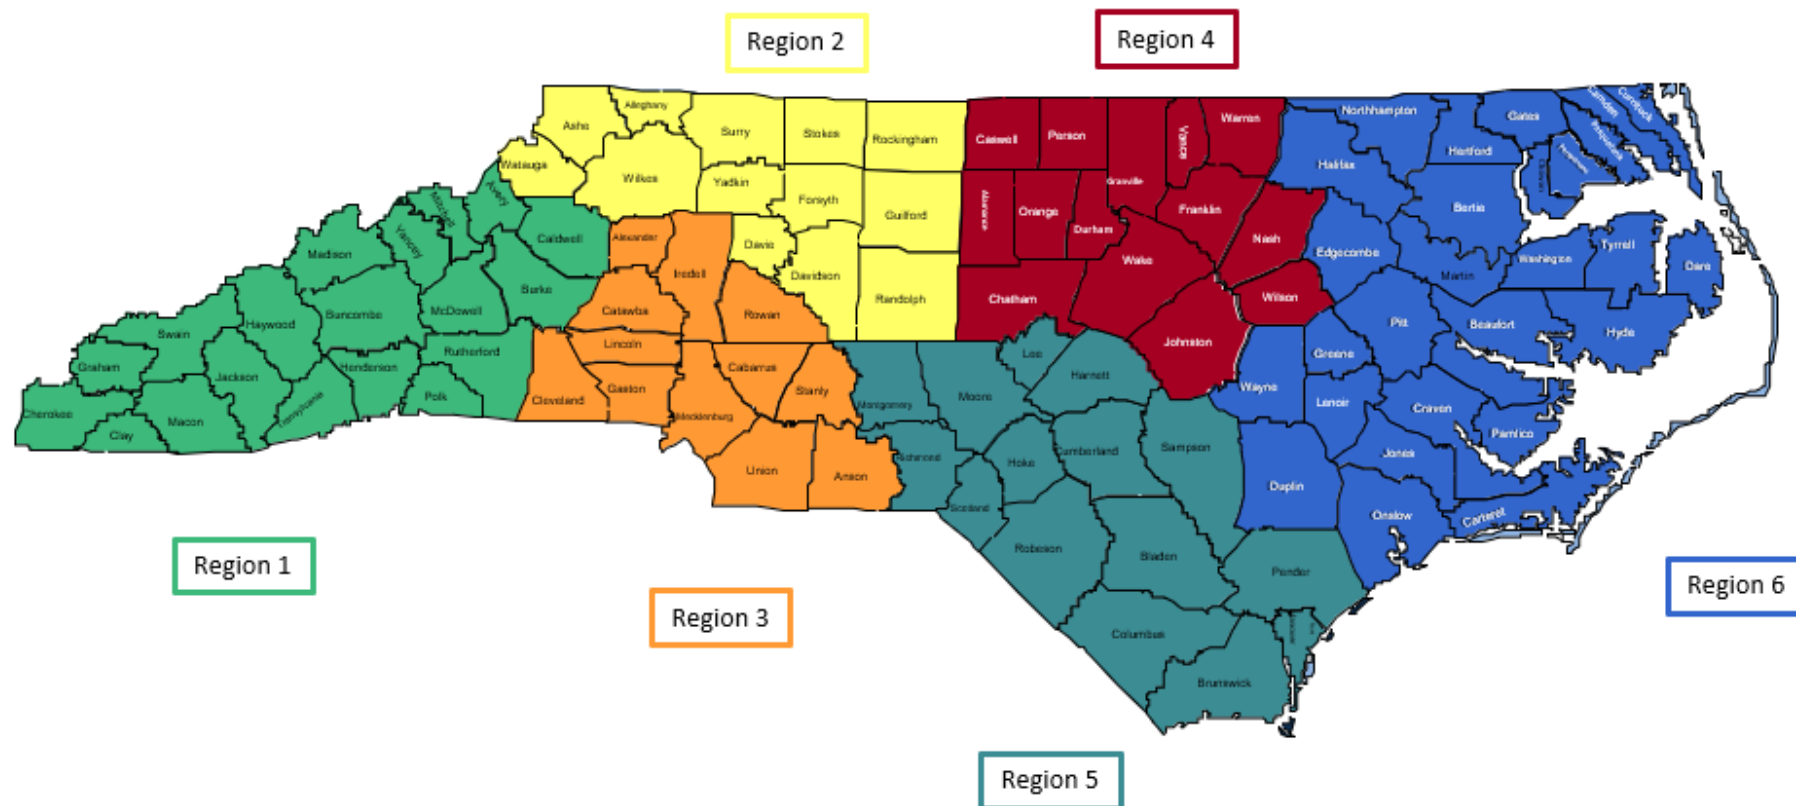 Region 2
Region 4
Alleghany
Ashe
Surry
Stokes
Rockingham
Watauga
Wilkes
Yadkin
Forsyth
Guilford
Davie
Davidson
Randolph
Caswell
Person
Vance
Warren
Granville
Alamance
Orange
Durham
Franklin
Nash
Wake
Chatham
Wilson
Johnston
Northhampton
Gates
Camden
Currituck
Pasquotank
Perquimans
Chowan
Hertford
Halifax
Bertie
Edgecombe
Martin
Washington
Tyrrell
Dare
Pitt
Beaufort
Hyde
Greene
Wayne
Lenoir
Craven
Pamlico
Jones
Duplin
Onslow
Carteret
Avery
Mitchell
Yancey
Madison
Caldwell
Burke
McDowell
Buncombe
Haywood
Swain
Graham
Jackson
Henderson
Rutherford
Polk
Transylvania
Cherokee
Clay
Macon
Alexander
Iredell
Catawba
Rowan
Lincoln
Cabarrus
Stanly
Cleveland
Gaston
Mecklenburg
Union
Anson
Lee
Harnett
Moore
Montgomery
Richmond
Hoke
Cumberland
Sampson
Scotland
Robeson
Bladen
Pender
Columbus
Brunswick
Region 1
Region 3
Region 6
Region 5